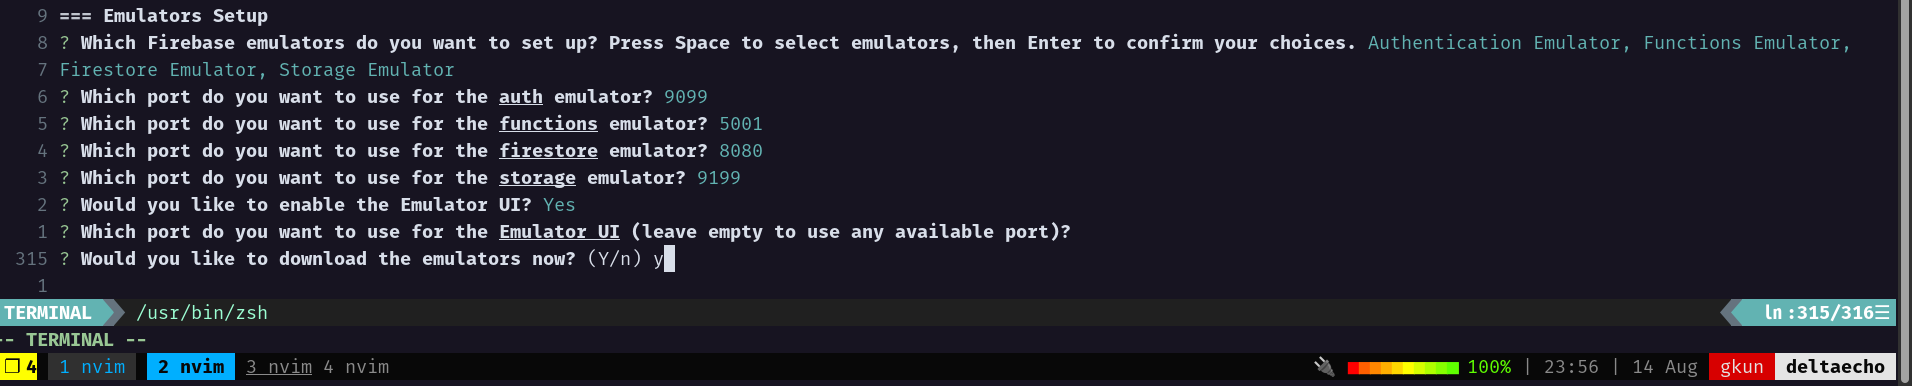 9 === Emulators Setup
8 ? Which Firebase emulators do you want to set up? Press Space to select emulators, then Enter to confirm your choices. Authentication Emulator, Functions Emulator,
7 Firestore Emulator, Storage Emulator
6 ? Which port do you want to use for the auth emulator? 9099
5 ? Which port do you want to use for the functions emulator? 5001
4 ? Which port do you want to use for the firestore emulator? 8080
3 ? Which port do you want to use for the storage emulator? 9199
2 ? Would you like to enable the Emulator UI? Yes
1 ? Which port do you want to use for the Emulator UI (leave empty to use any available port)?
315 ? Would you like to download the emulators now? (Y/n) y
1
TERMINAL /usr/bin/zsh ln:315/316☰
-- TERMINAL --
❐ 4 1 nvim 2 nvim 3 nvim 4 nvim 100% | 23:56 | 14 Aug gkun deltaecho